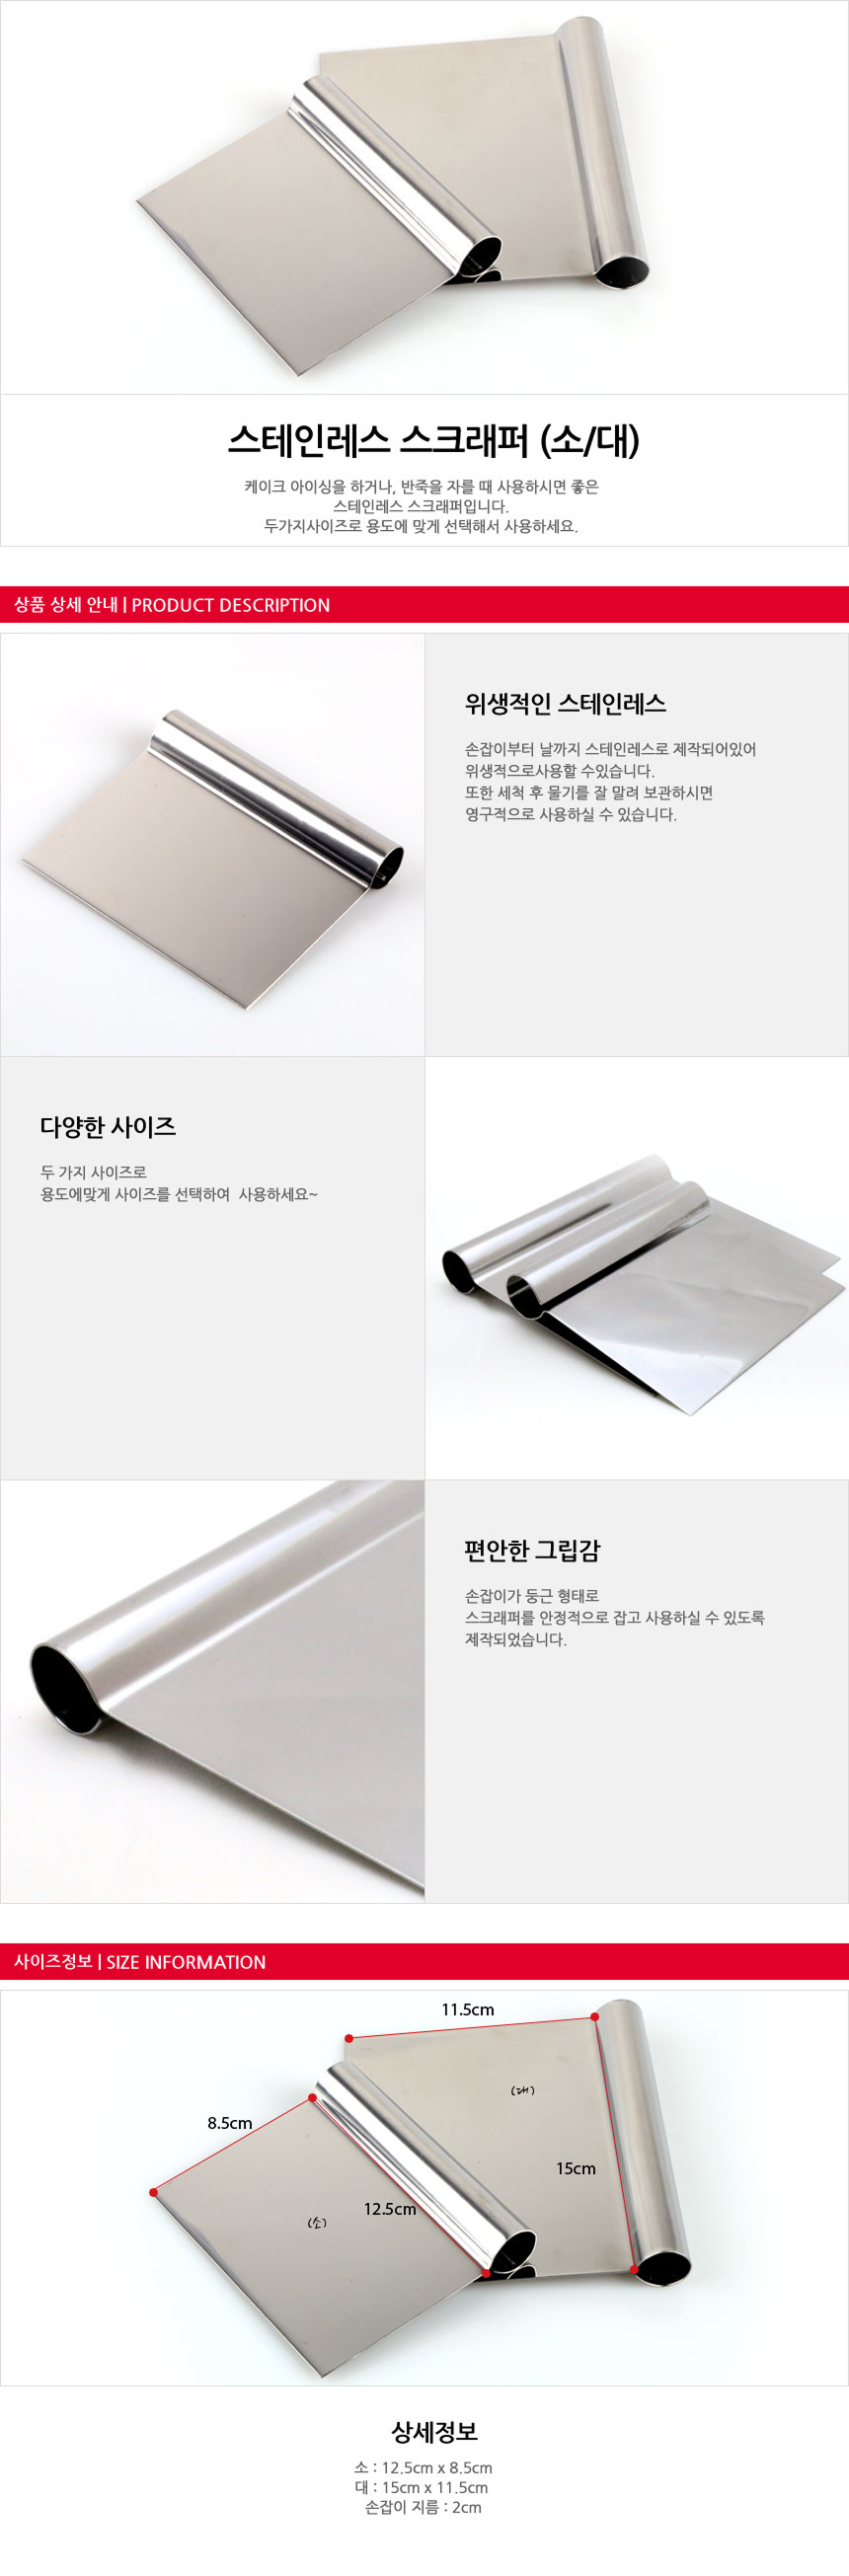 스테인레스 스크래퍼 (소/대)
케이크 아이싱을 하거나, 반죽을 자를 때 사용하시면 좋은
스테인레스 스크래퍼입니다.
두가지사이즈로 용도에 맞게 선택해서 사용하세요.
상품 상세 안내 | PRODUCT DESCRIPTION
위생적인 스테인레스
손잡이부터 날까지 스테인레스로 제작되어있어
위생적으로사용할 수있습니다.
또한 세척 후 물기를 잘 말려 보관하시면
영구적으로 사용하실 수 있습니다.
다양한 사이즈
두 가지 사이즈로
용도에맞게 사이즈를 선택하여  사용하세요~
편안한 그립감
손잡이가 둥근 형태로
스크래퍼를 안정적으로 잡고 사용하실 수 있도록
제작되었습니다.
사이즈정보 | SIZE INFORMATION
11.5cm
(대)
8.5cm
15cm
12.5cm
(소)
상세정보
소 : 12.5cm x 8.5cm
대 : 15cm x 11.5cm
손잡이 지름 : 2cm